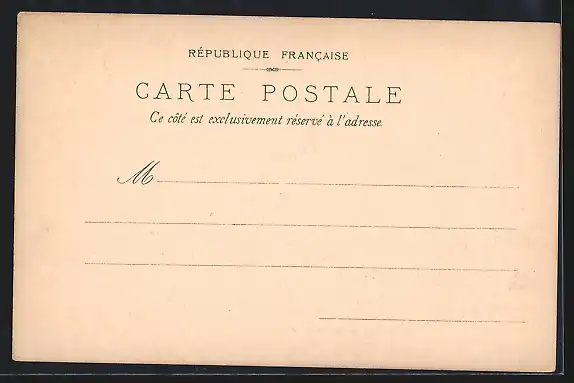 RÉPUBLIQUE FRANÇAISE
CARTE POSTALE
Ce côté est exclusivement réservé à l'adresse.
M